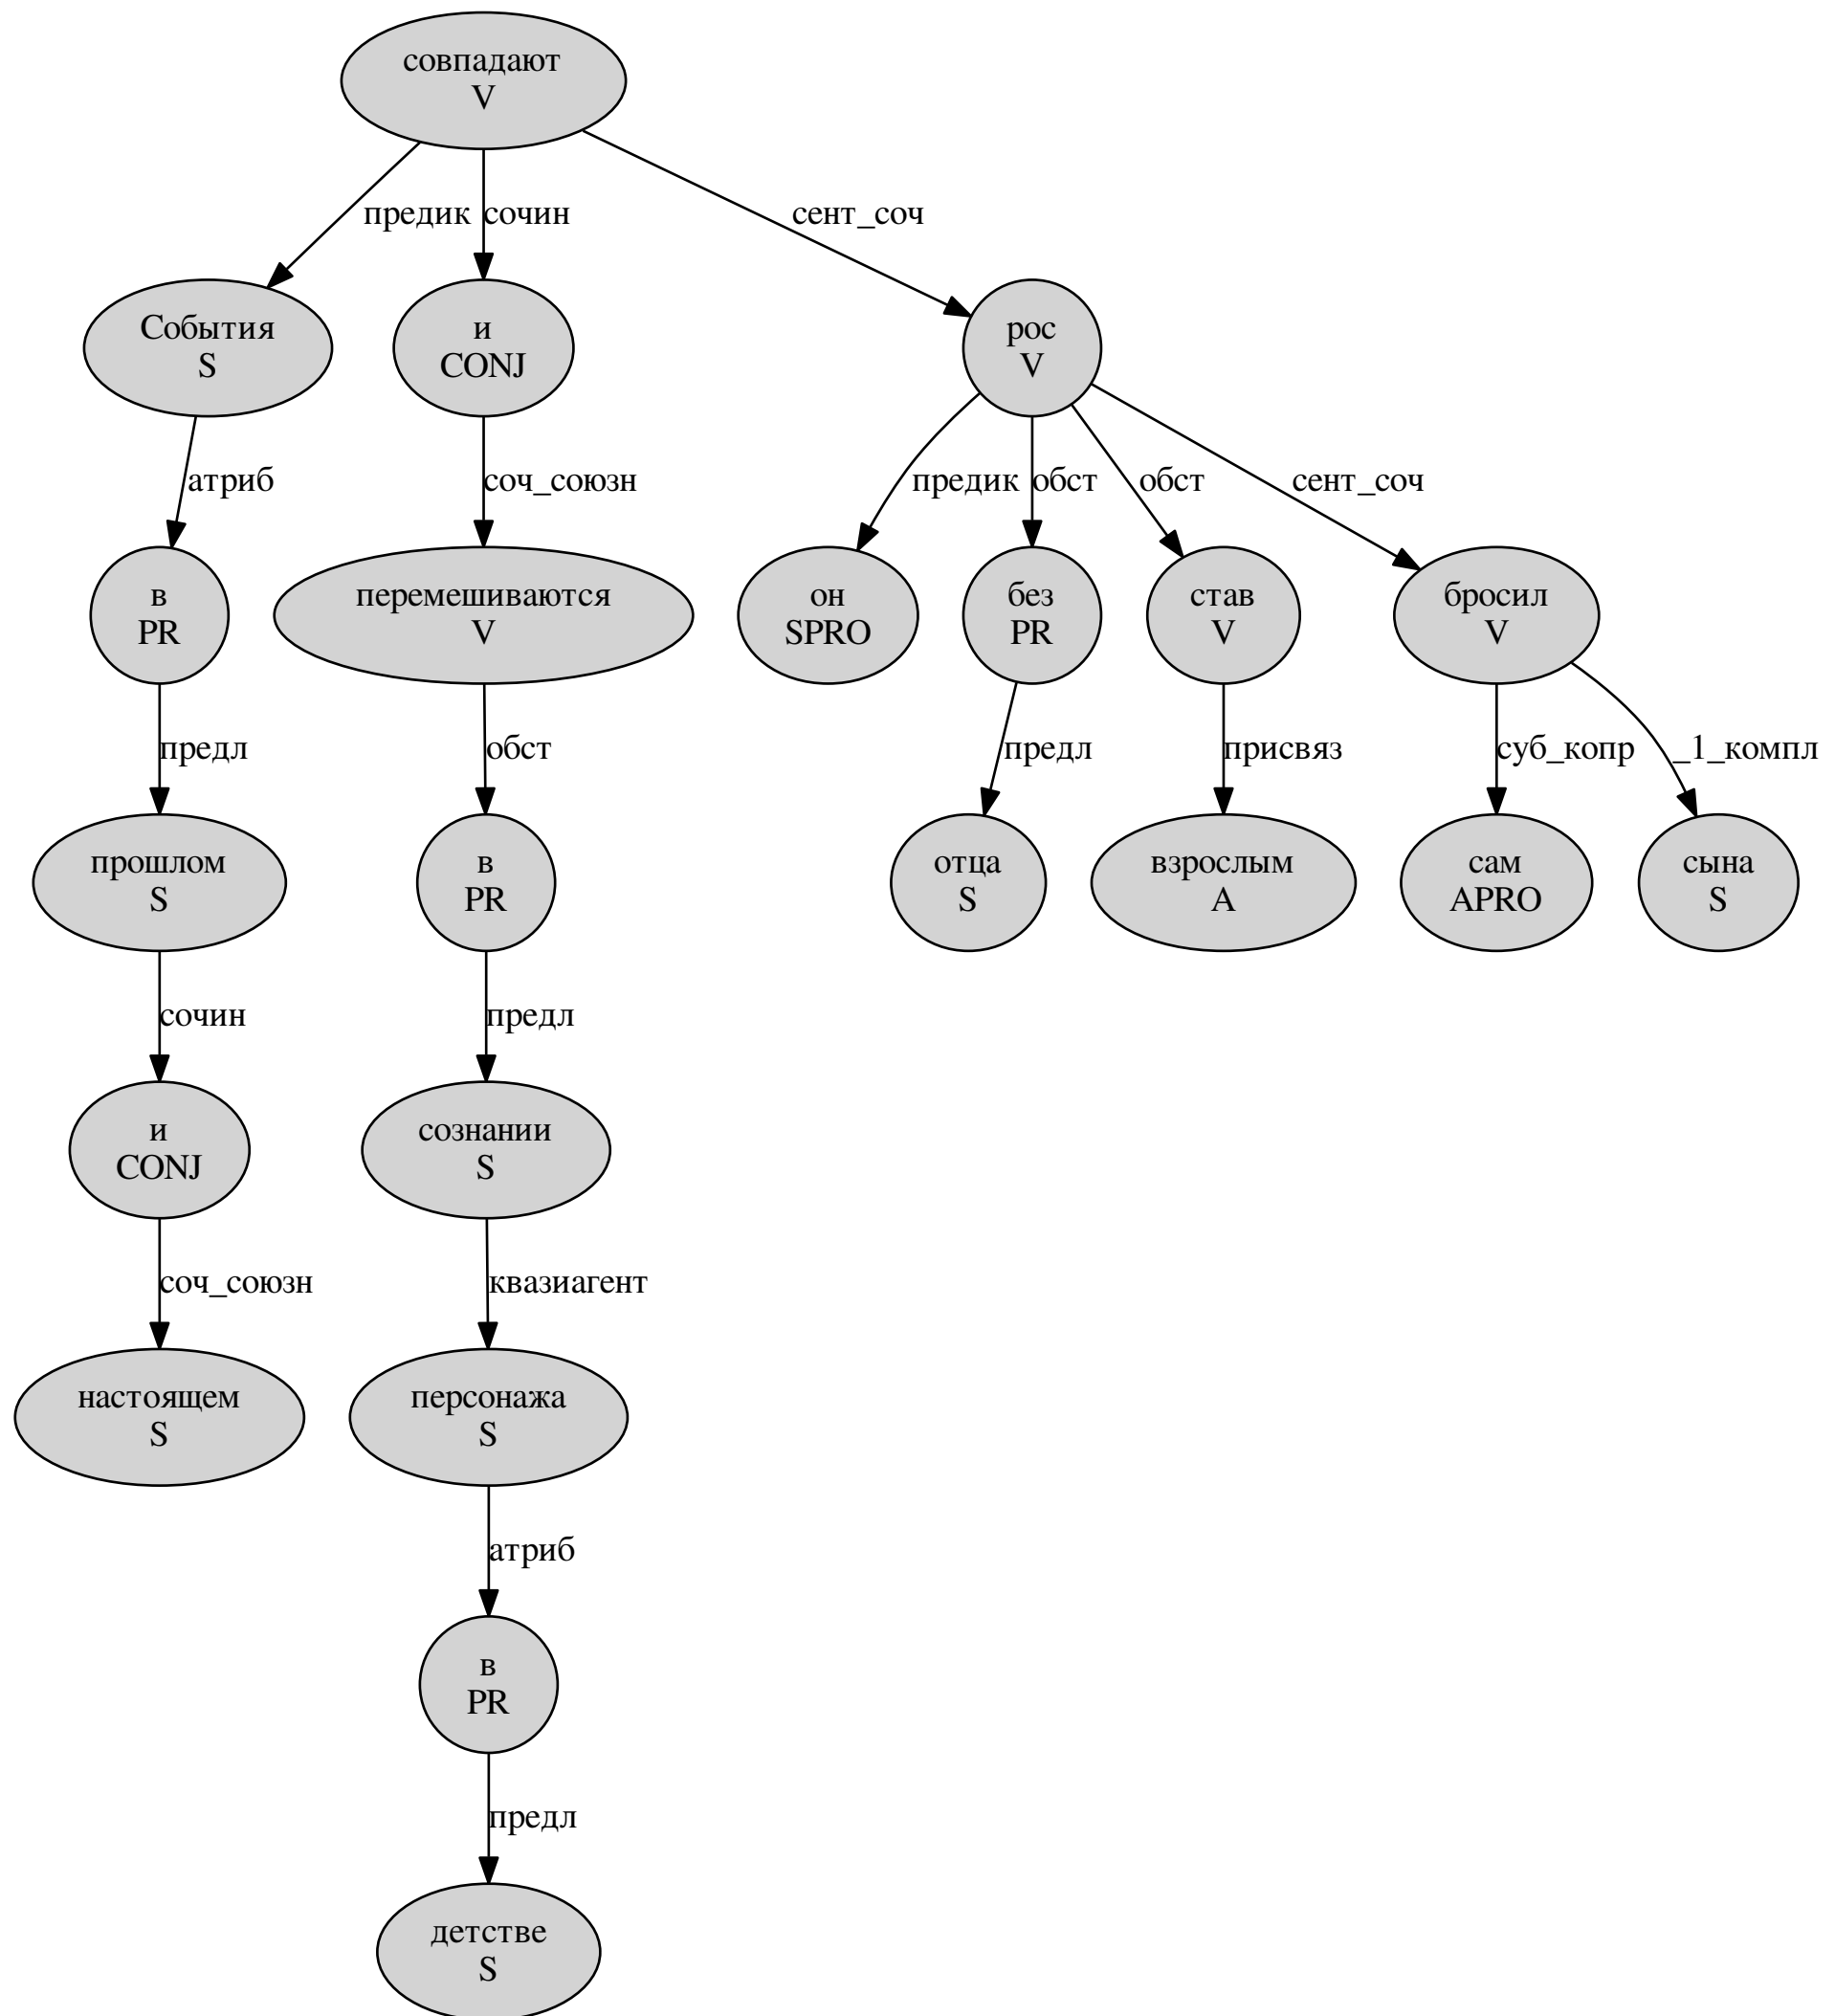 совпадают
V
предик
сочин
сент_соч
События
S
и
CONJ
рос
V
атриб
соч_союзн
предик
обст
обст
сент_соч
в
PR
перемешиваются
V
он
SPRO
без
PR
став
V
бросил
V
предл
обст
предл
присвяз
суб_копр
_1_компл
прошлом
S
в
PR
отца
S
взрослым
A
сам
APRO
сына
S
сочин
предл
и
CONJ
сознании
S
соч_союзн
квазиагент
настоящем
S
персонажа
S
атриб
в
PR
предл
детстве
S